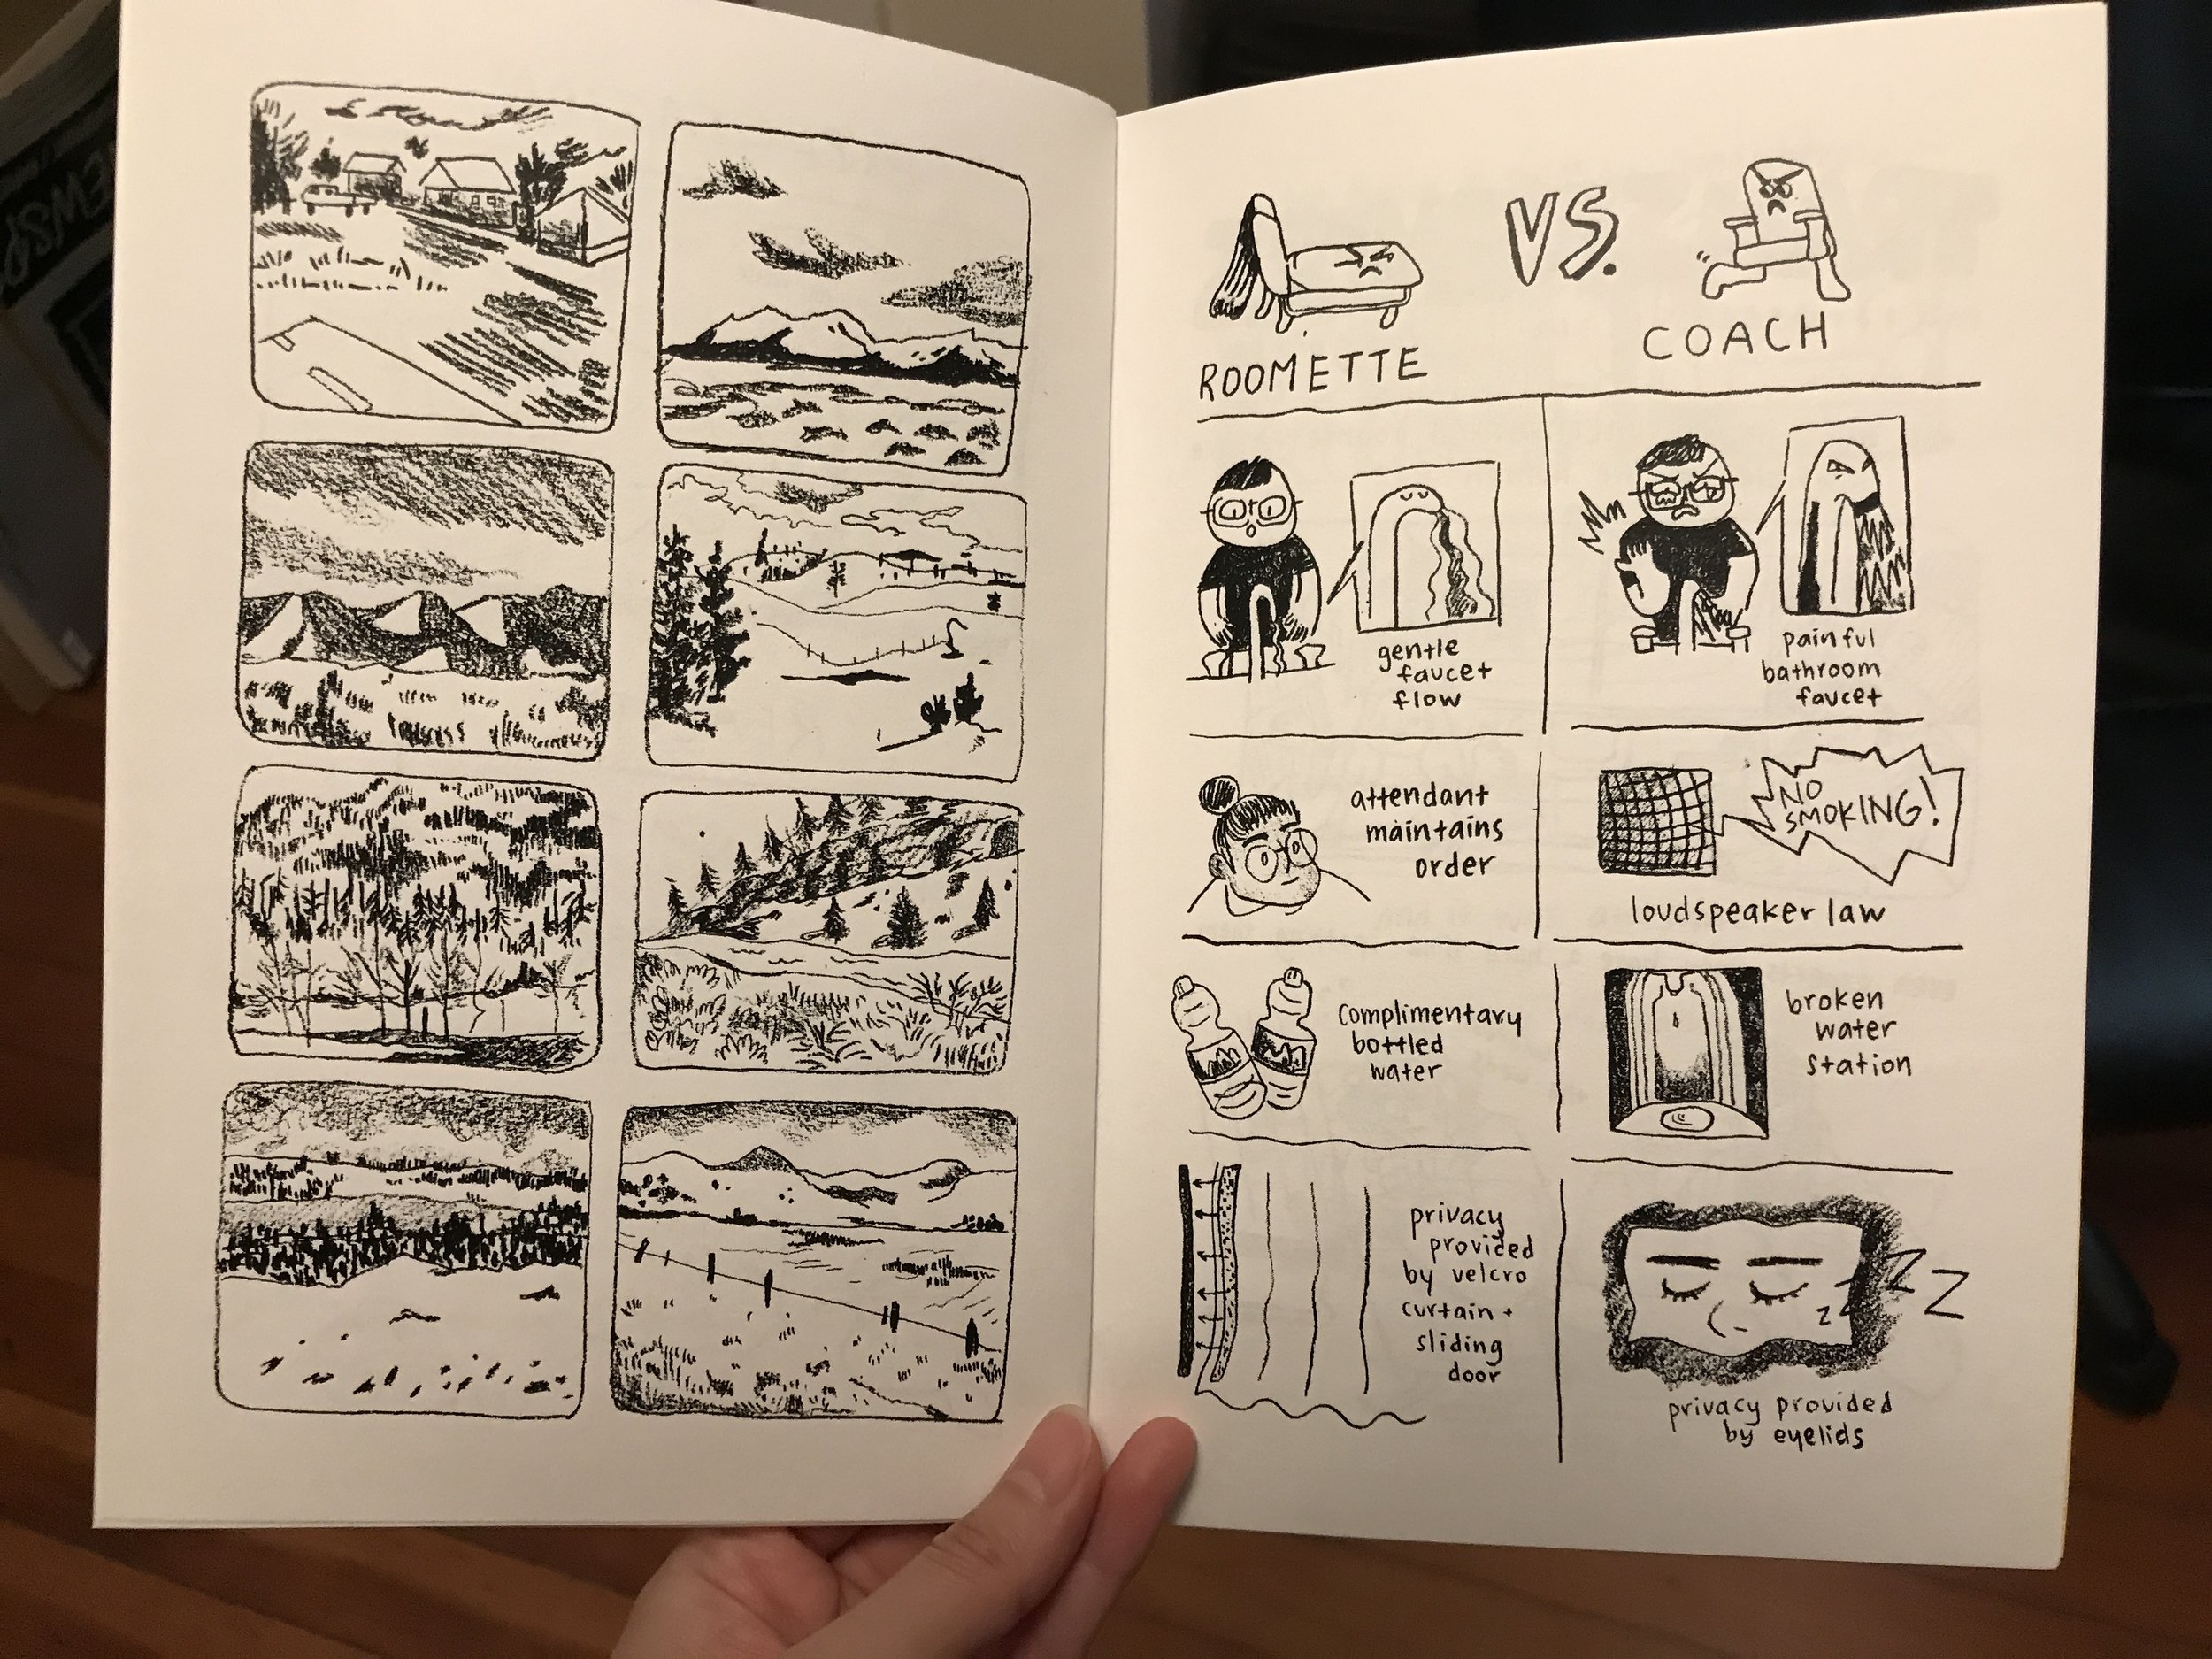 VS.
ROOMETTE
COACH
gentle
faucet
flow
painful
bathroom
faucet
attendant
maintains
order
NO
SMOKING!
loudspeaker law
Complimentary
bottled
water
broken
water
station
privacy
provided
by velcro
curtain +
sliding
door
z z z z
privacy provided
by eyelids